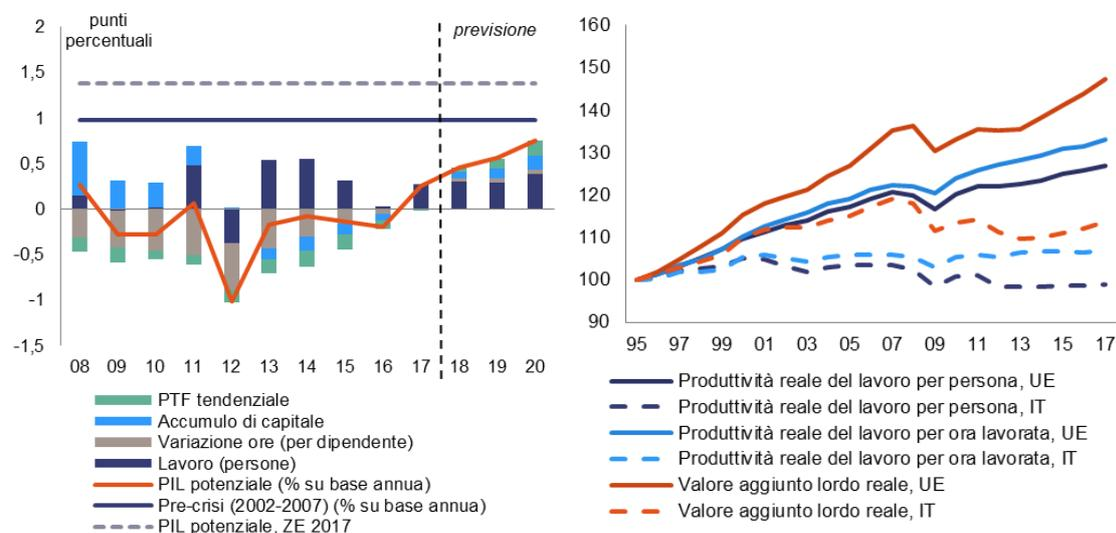 punti
percentuali
previsione
2
1,5
1
0,5
0
-0,5
-1
-1,5
08 09 10 11 12 13 14 15 16 17 18 19 20
PTF tendenziale
Accumulo di capitale
Variazione ore (per dipendente)
Lavoro (persone)
PIL potenziale (% su base annua)
Pre-crisi (2002-2007) (% su base annua)
PIL potenziale, ZE 2017
160
150
140
130
120
110
100
90
95 97 99 01 03 05 07 09 11 13 15 17
Produttività reale del lavoro per persona, UE
Produttività reale del lavoro per persona, IT
Produttività reale del lavoro per ora lavorata, UE
Produttività reale del lavoro per ora lavorata, IT
Valore aggiunto lordo reale, UE
Valore aggiunto lordo reale, IT